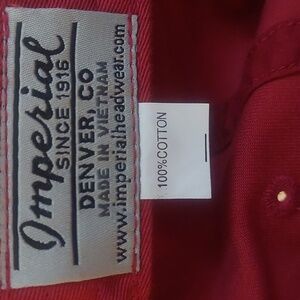 Imperial
SINCE 1916
DENVER, CO
MADE IN VIETNAM
www.imperialheadwear.com
100%COTTON